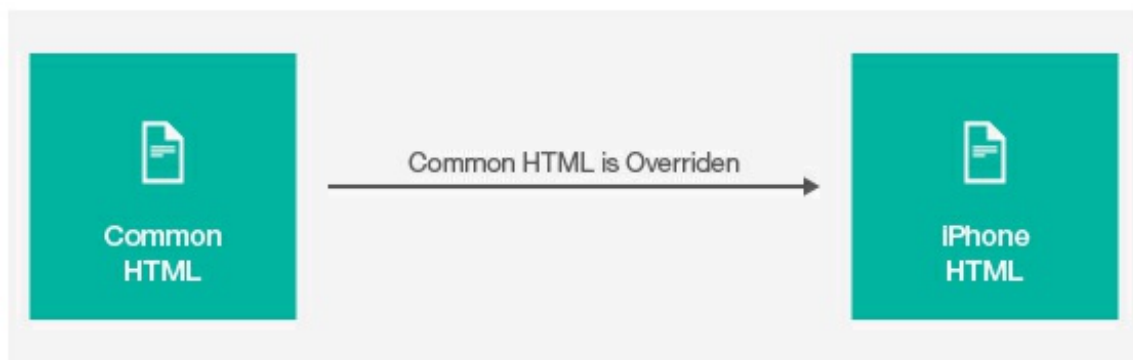 Common HTML is Overriden
Common
HTML
iPhone
HTML